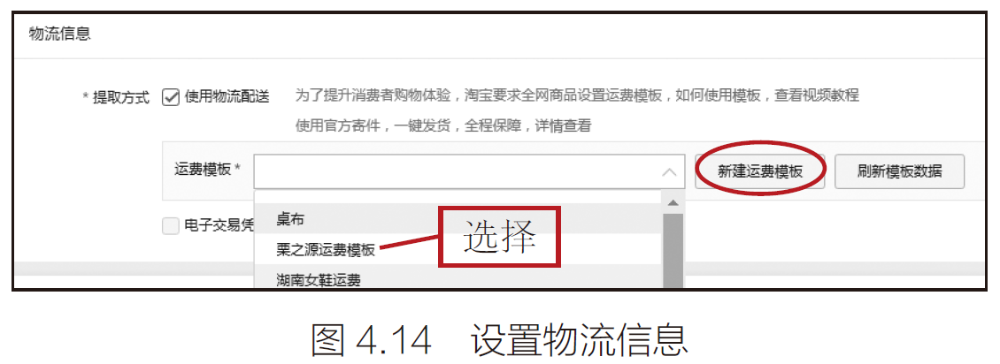 物流信息
* 提取方式 使用物流配送 为了提升消费者购物体验，淘宝要求全网商品设置运费模板，如何使用模板，查看视频教程
使用官方寄件，一键发货，全程保障，详情查看
运费模板 * 新建运费模板 刷新模板数据
电子交易凭 桌布
栗之源运费模板 选择
湖南女鞋运费
图 4.14 设置物流信息